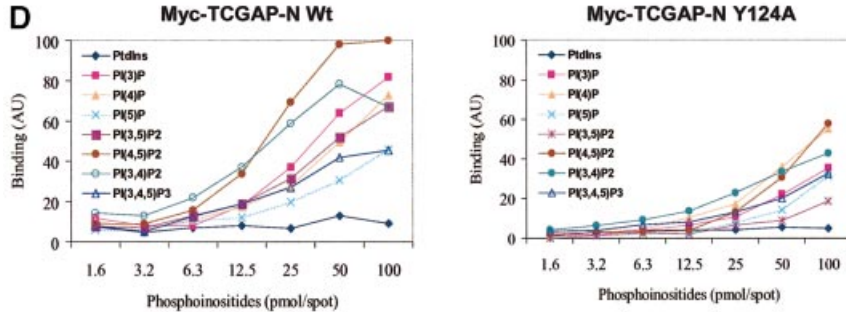 D
Myc-TCGAP-N Wt
Binding (AU)
100
80
60
40
20
0
PtdIns
PI(3)P
PI(4)P
PI(5)P
PI(3,5)P2
PI(4,5)P2
PI(3,4)P2
PI(3,4,5)P3
1.6 3.2 6.3 12.5 25 50 100
Phosphoinositides (pmol/spot)
Myc-TCGAP-N Y124A
Binding (AU)
100
80
60
40
20
0
PtdIns
PI(3)P
PI(4)P
PI(5)P
PI(3,5)P2
PI(4,5)P2
PI(3,4)P2
PI(3,4,5)P3
1.6 3.2 6.3 12.5 25 50 100
Phosphoinositides (pmol/spot)